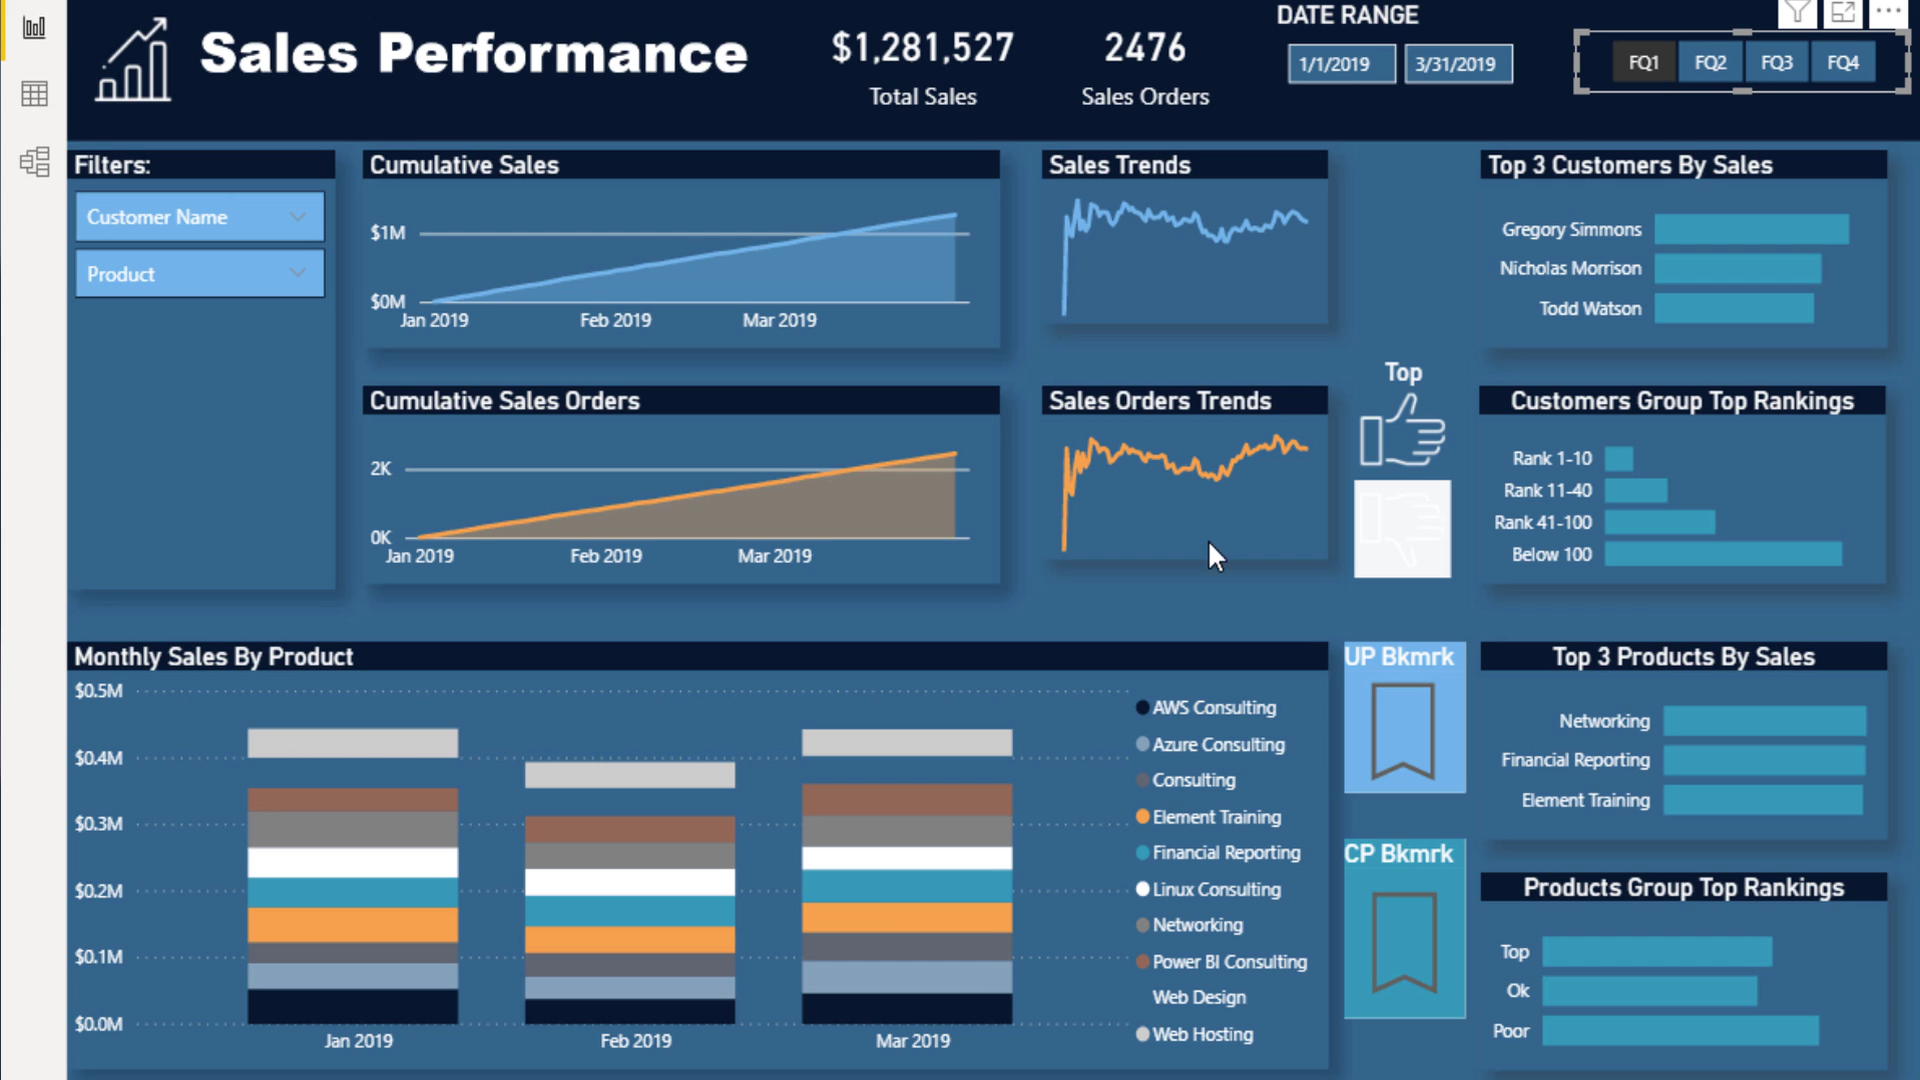 Sales Performance
$1,281,527
Total Sales
2476
Sales Orders
DATE RANGE
1/1/2019
3/31/2019
FQ1
FQ2
FQ3
FQ4
Filters:
Customer Name
Product
Cumulative Sales
$1M
$0M
Jan 2019
Feb 2019
Mar 2019
Sales Trends
Top 3 Customers By Sales
Gregory Simmons
Nicholas Morrison
Todd Watson
Cumulative Sales Orders
2K
0K
Jan 2019
Feb 2019
Mar 2019
Sales Orders Trends
Top
Customers Group Top Rankings
Rank 1-10
Rank 11-40
Rank 41-100
Below 100
Monthly Sales By Product
$0.5M
$0.4M
$0.3M
$0.2M
$0.1M
$0.0M
Jan 2019
Feb 2019
Mar 2019
AWS Consulting
Azure Consulting
Consulting
Element Training
Financial Reporting
Linux Consulting
Networking
Power BI Consulting
Web Design
Web Hosting
UP Bkmrk
CP Bkmrk
Top 3 Products By Sales
Networking
Financial Reporting
Element Training
Products Group Top Rankings
Top
Ok
Poor